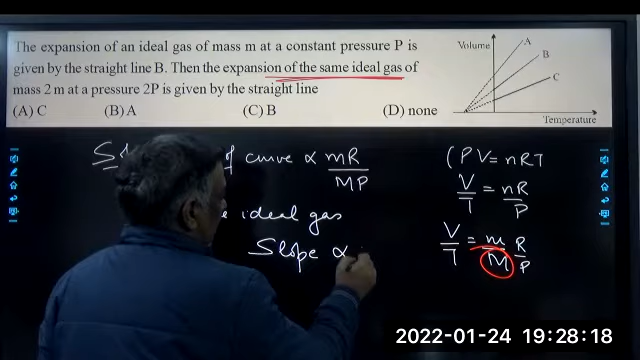 The expansion of an ideal gas of mass m at a constant pressure P is
given by the straight line B. Then the expansion of the same ideal gas of
mass 2 m at a pressure 2P is given by the straight line
(A) C (B) A (C) B (D) none
Volume
A
B
C
Temperature
of curve ∝ mR
MP
ideal gas
Slope ∝
( PV = nRT
V = nR
T P
V = m R
T M P
2022-01-24 19:28:18